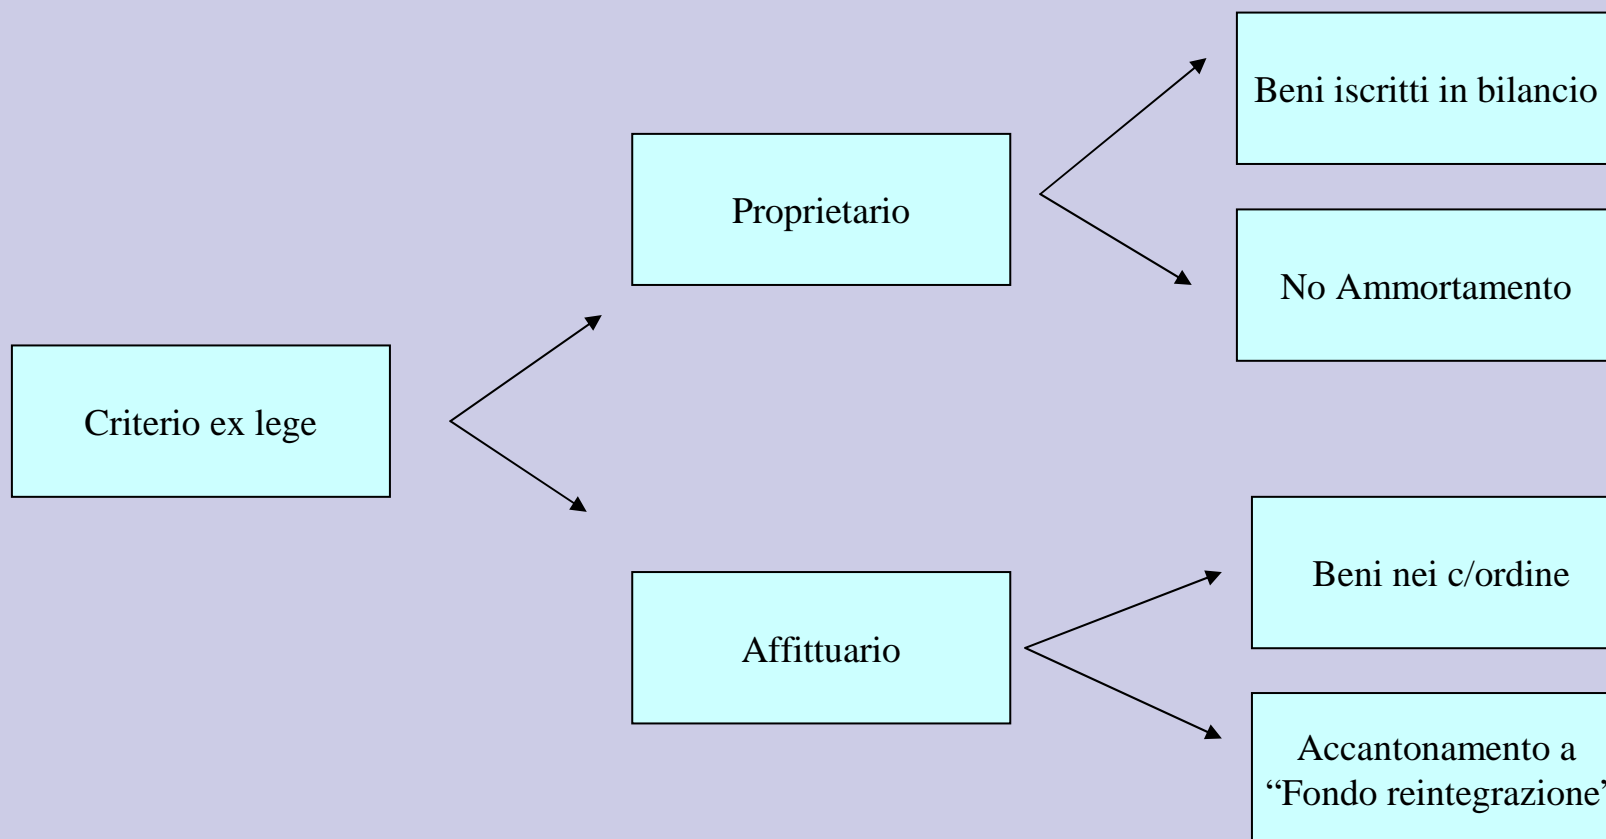 Criterio ex lege
Proprietario
Beni iscritti in bilancio
No Ammortamento
Affittuario
Beni nei c/ordine
Accantonamento a
“Fondo reintegrazione”